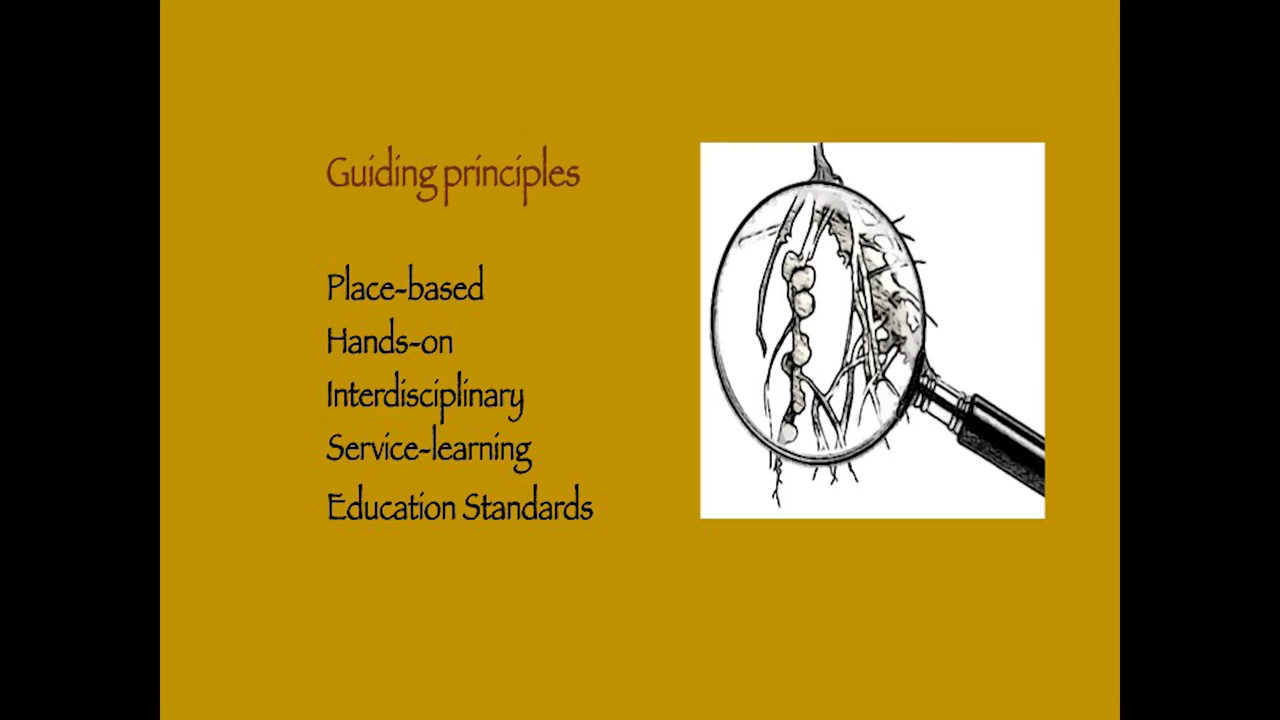 Guiding principles
Place-based
Hands-on
Interdisciplinary
Service-learning
Education Standards